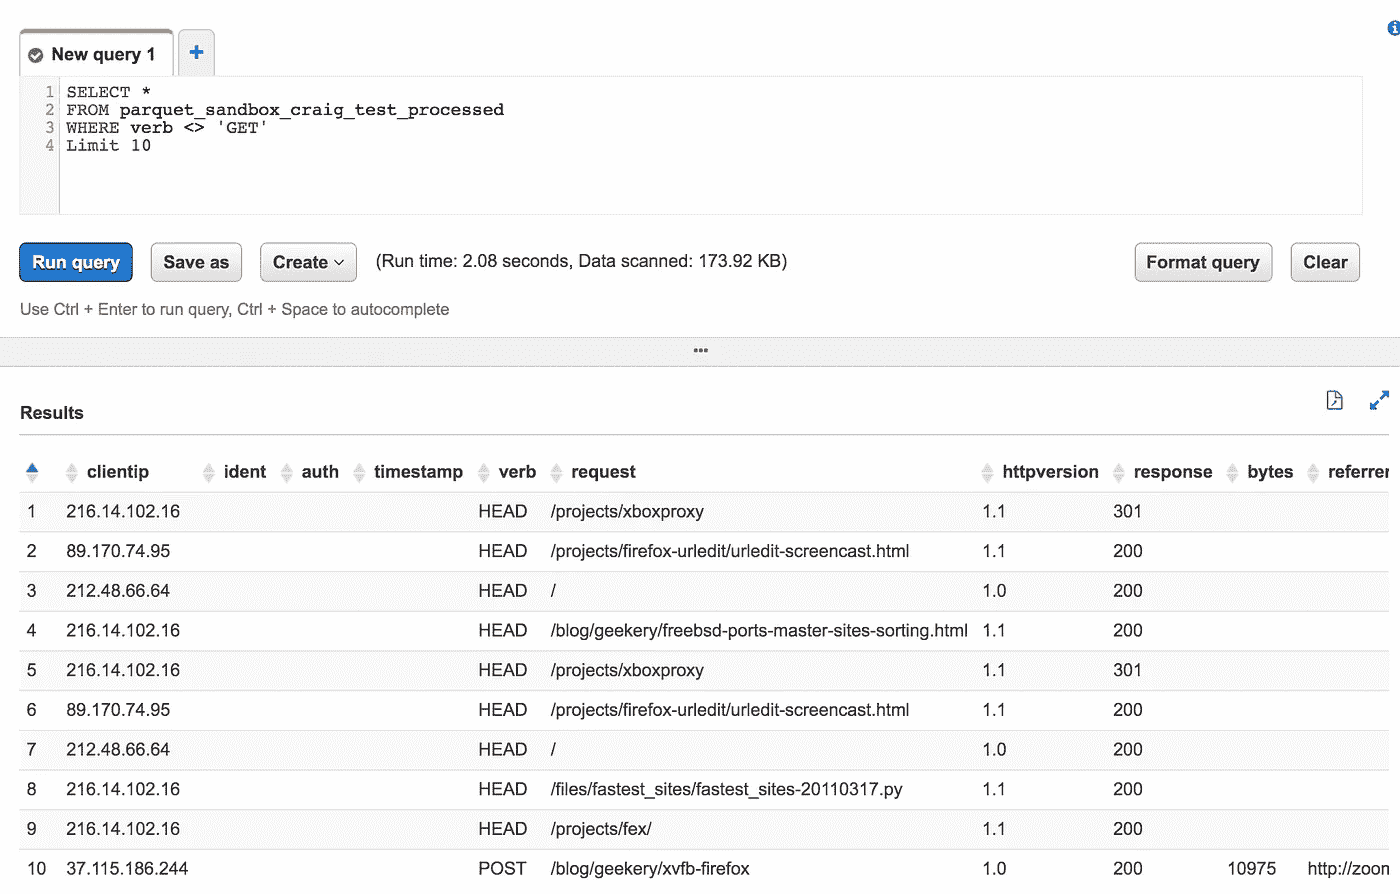 New query 1 +
1 SELECT *
2 FROM parquet_sandbox_craig_test_processed
3 WHERE verb <> 'GET'
4 Limit 10
Run query Save as Create (Run time: 2.08 seconds, Data scanned: 173.92 KB) Format query Clear
Use Ctrl + Enter to run query, Ctrl + Space to autocomplete
Results
clientip ident auth timestamp verb request httpversion response bytes referrer
1 216.14.102.16 HEAD /projects/xboxproxy 1.1 301
2 89.170.74.95 HEAD /projects/firefox-urledit/urledit-screencast.html 1.1 200
3 212.48.66.64 HEAD / 1.0 200
4 216.14.102.16 HEAD /blog/geekery/freebsd-ports-master-sites-sorting.html 1.1 200
5 216.14.102.16 HEAD /projects/xboxproxy 1.1 301
6 89.170.74.95 HEAD /projects/firefox-urledit/urledit-screencast.html 1.1 200
7 212.48.66.64 HEAD / 1.0 200
8 216.14.102.16 HEAD /files/fastest_sites/fastest_sites-20110317.py 1.1 200
9 216.14.102.16 HEAD /projects/fex/ 1.1 200
10 37.115.186.244 POST /blog/geekery/xvfb-firefox 1.0 200 10975 http://zoon